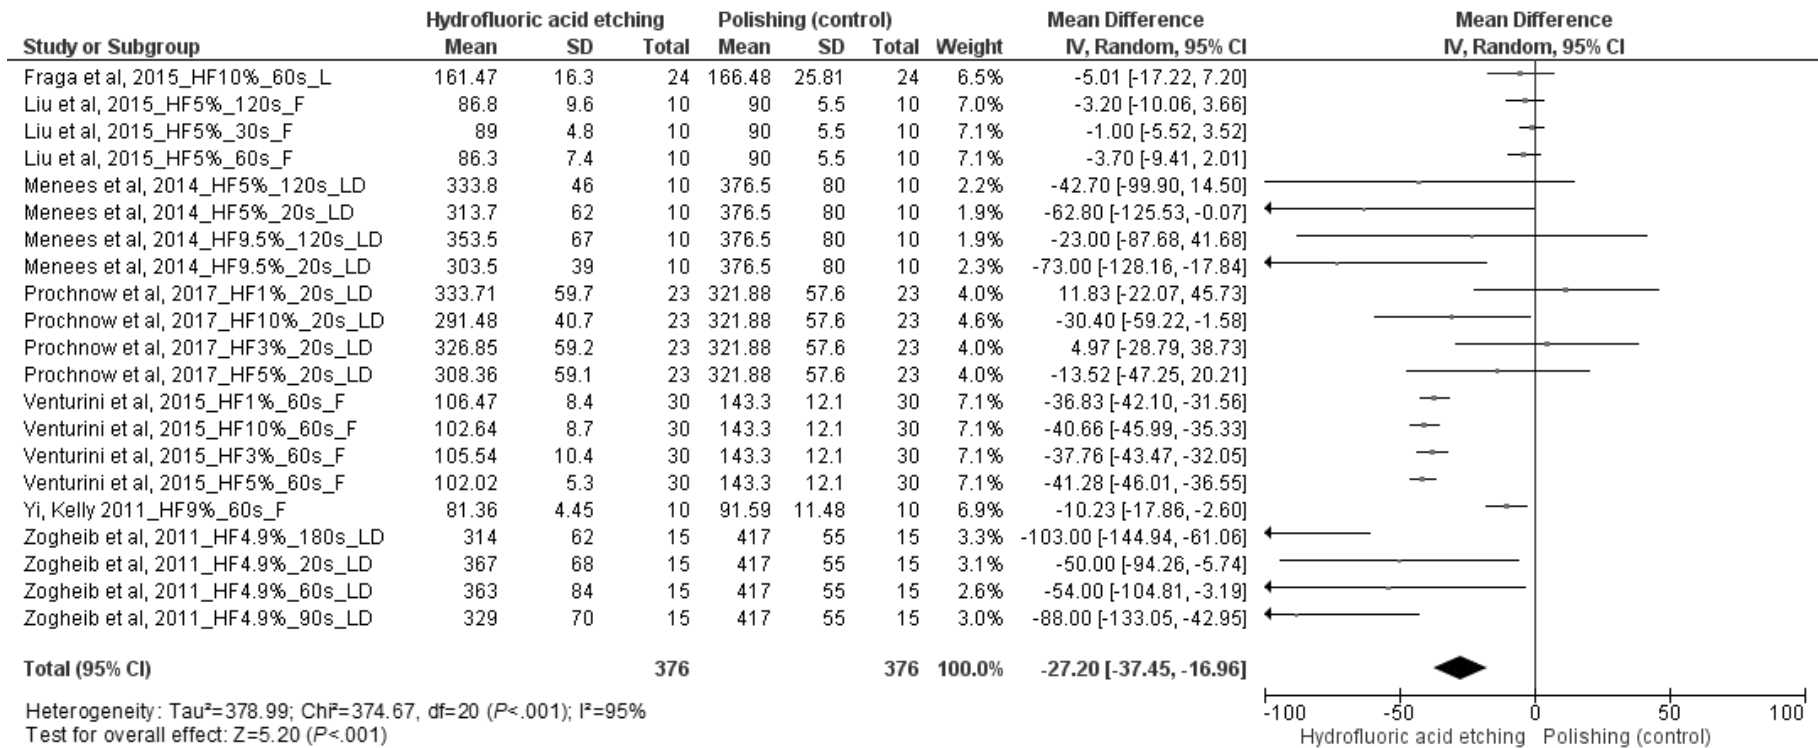 Hydrofluoric acid etching Polishing (control) Mean Difference Mean Difference
Study or Subgroup Mean SD Total Mean SD Total Weight IV, Random, 95% CI IV, Random, 95% CI
Fraga et al, 2015_HF10%_60s_L 161.47 16.3 24 166.48 25.81 24 6.5% -5.01 [-17.22, 7.20]
Liu et al, 2015_HF5%_120s_F 86.8 9.6 10 90 5.5 10 7.0% -3.20 [-10.06, 3.66]
Liu et al, 2015_HF5%_30s_F 89 4.8 10 90 5.5 10 7.1% -1.00 [-5.52, 3.52]
Liu et al, 2015_HF5%_60s_F 86.3 7.4 10 90 5.5 10 7.1% -3.70 [-9.41, 2.01]
Menees et al, 2014_HF5%_120s_LD 333.8 46 10 376.5 80 10 2.2% -42.70 [-99.90, 14.50]
Menees et al, 2014_HF5%_20s_LD 313.7 62 10 376.5 80 10 1.9% -62.80 [-125.53, -0.07]
Menees et al, 2014_HF9.5%_120s_LD 353.5 67 10 376.5 80 10 1.9% -23.00 [-87.68, 41.68]
Menees et al, 2014_HF9.5%_20s_LD 303.5 39 10 376.5 80 10 2.3% -73.00 [-128.16, -17.84]
Prochnow et al, 2017_HF1%_20s_LD 333.71 59.7 23 321.88 57.6 23 4.0% 11.83 [-22.07, 45.73]
Prochnow et al, 2017_HF10%_20s_LD 291.48 40.7 23 321.88 57.6 23 4.6% -30.40 [-59.22, -1.58]
Prochnow et al, 2017_HF3%_20s_LD 326.85 59.2 23 321.88 57.6 23 4.0% 4.97 [-28.79, 38.73]
Prochnow et al, 2017_HF5%_20s_LD 308.36 59.1 23 321.88 57.6 23 4.0% -13.52 [-47.25, 20.21]
Venturini et al, 2015_HF1%_60s_F 106.47 8.4 30 143.3 12.1 30 7.1% -36.83 [-42.10, -31.56]
Venturini et al, 2015_HF10%_60s_F 102.64 8.7 30 143.3 12.1 30 7.1% -40.66 [-45.99, -35.33]
Venturini et al, 2015_HF3%_60s_F 105.54 10.4 30 143.3 12.1 30 7.1% -37.76 [-43.47, -32.05]
Venturini et al, 2015_HF5%_60s_F 102.02 5.3 30 143.3 12.1 30 7.1% -41.28 [-46.01, -36.55]
Yi, Kelly 2011_HF9%_60s_F 81.36 4.45 10 91.59 11.48 10 6.9% -10.23 [-17.86, -2.60]
Zogheib et al, 2011_HF4.9%_180s_LD 314 62 15 417 55 15 3.3% -103.00 [-144.94, -61.06]
Zogheib et al, 2011_HF4.9%_20s_LD 367 68 15 417 55 15 3.1% -50.00 [-94.26, -5.74]
Zogheib et al, 2011_HF4.9%_60s_LD 363 84 15 417 55 15 2.6% -54.00 [-104.81, -3.19]
Zogheib et al, 2011_HF4.9%_90s_LD 329 70 15 417 55 15 3.0% -88.00 [-133.05, -42.95]
Total (95% CI) 376 376 100.0% -27.20 [-37.45, -16.96]
Heterogeneity: Tau²=378.99; Chi²=374.67, df=20 (P<.001); I²=95%
Test for overall effect: Z=5.20 (P<.001)
-100 -50 0 50 100
Hydrofluoric acid etching Polishing (control)